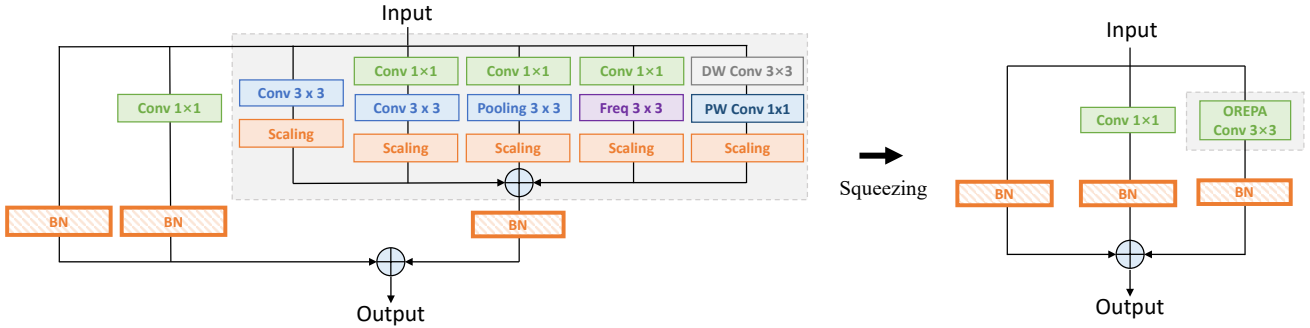 Input
Conv 1×1
Conv 3 x 3
Scaling
Conv 1×1
Conv 3 x 3
Scaling
Conv 1×1
Pooling 3 x 3
Scaling
Conv 1×1
Freq 3 x 3
Scaling
DW Conv 3×3
PW Conv 1x1
Scaling
BN
BN
BN
Output
Squeezing
Input
Conv 1×1
OREPA
Conv 3×3
BN
BN
BN
Output